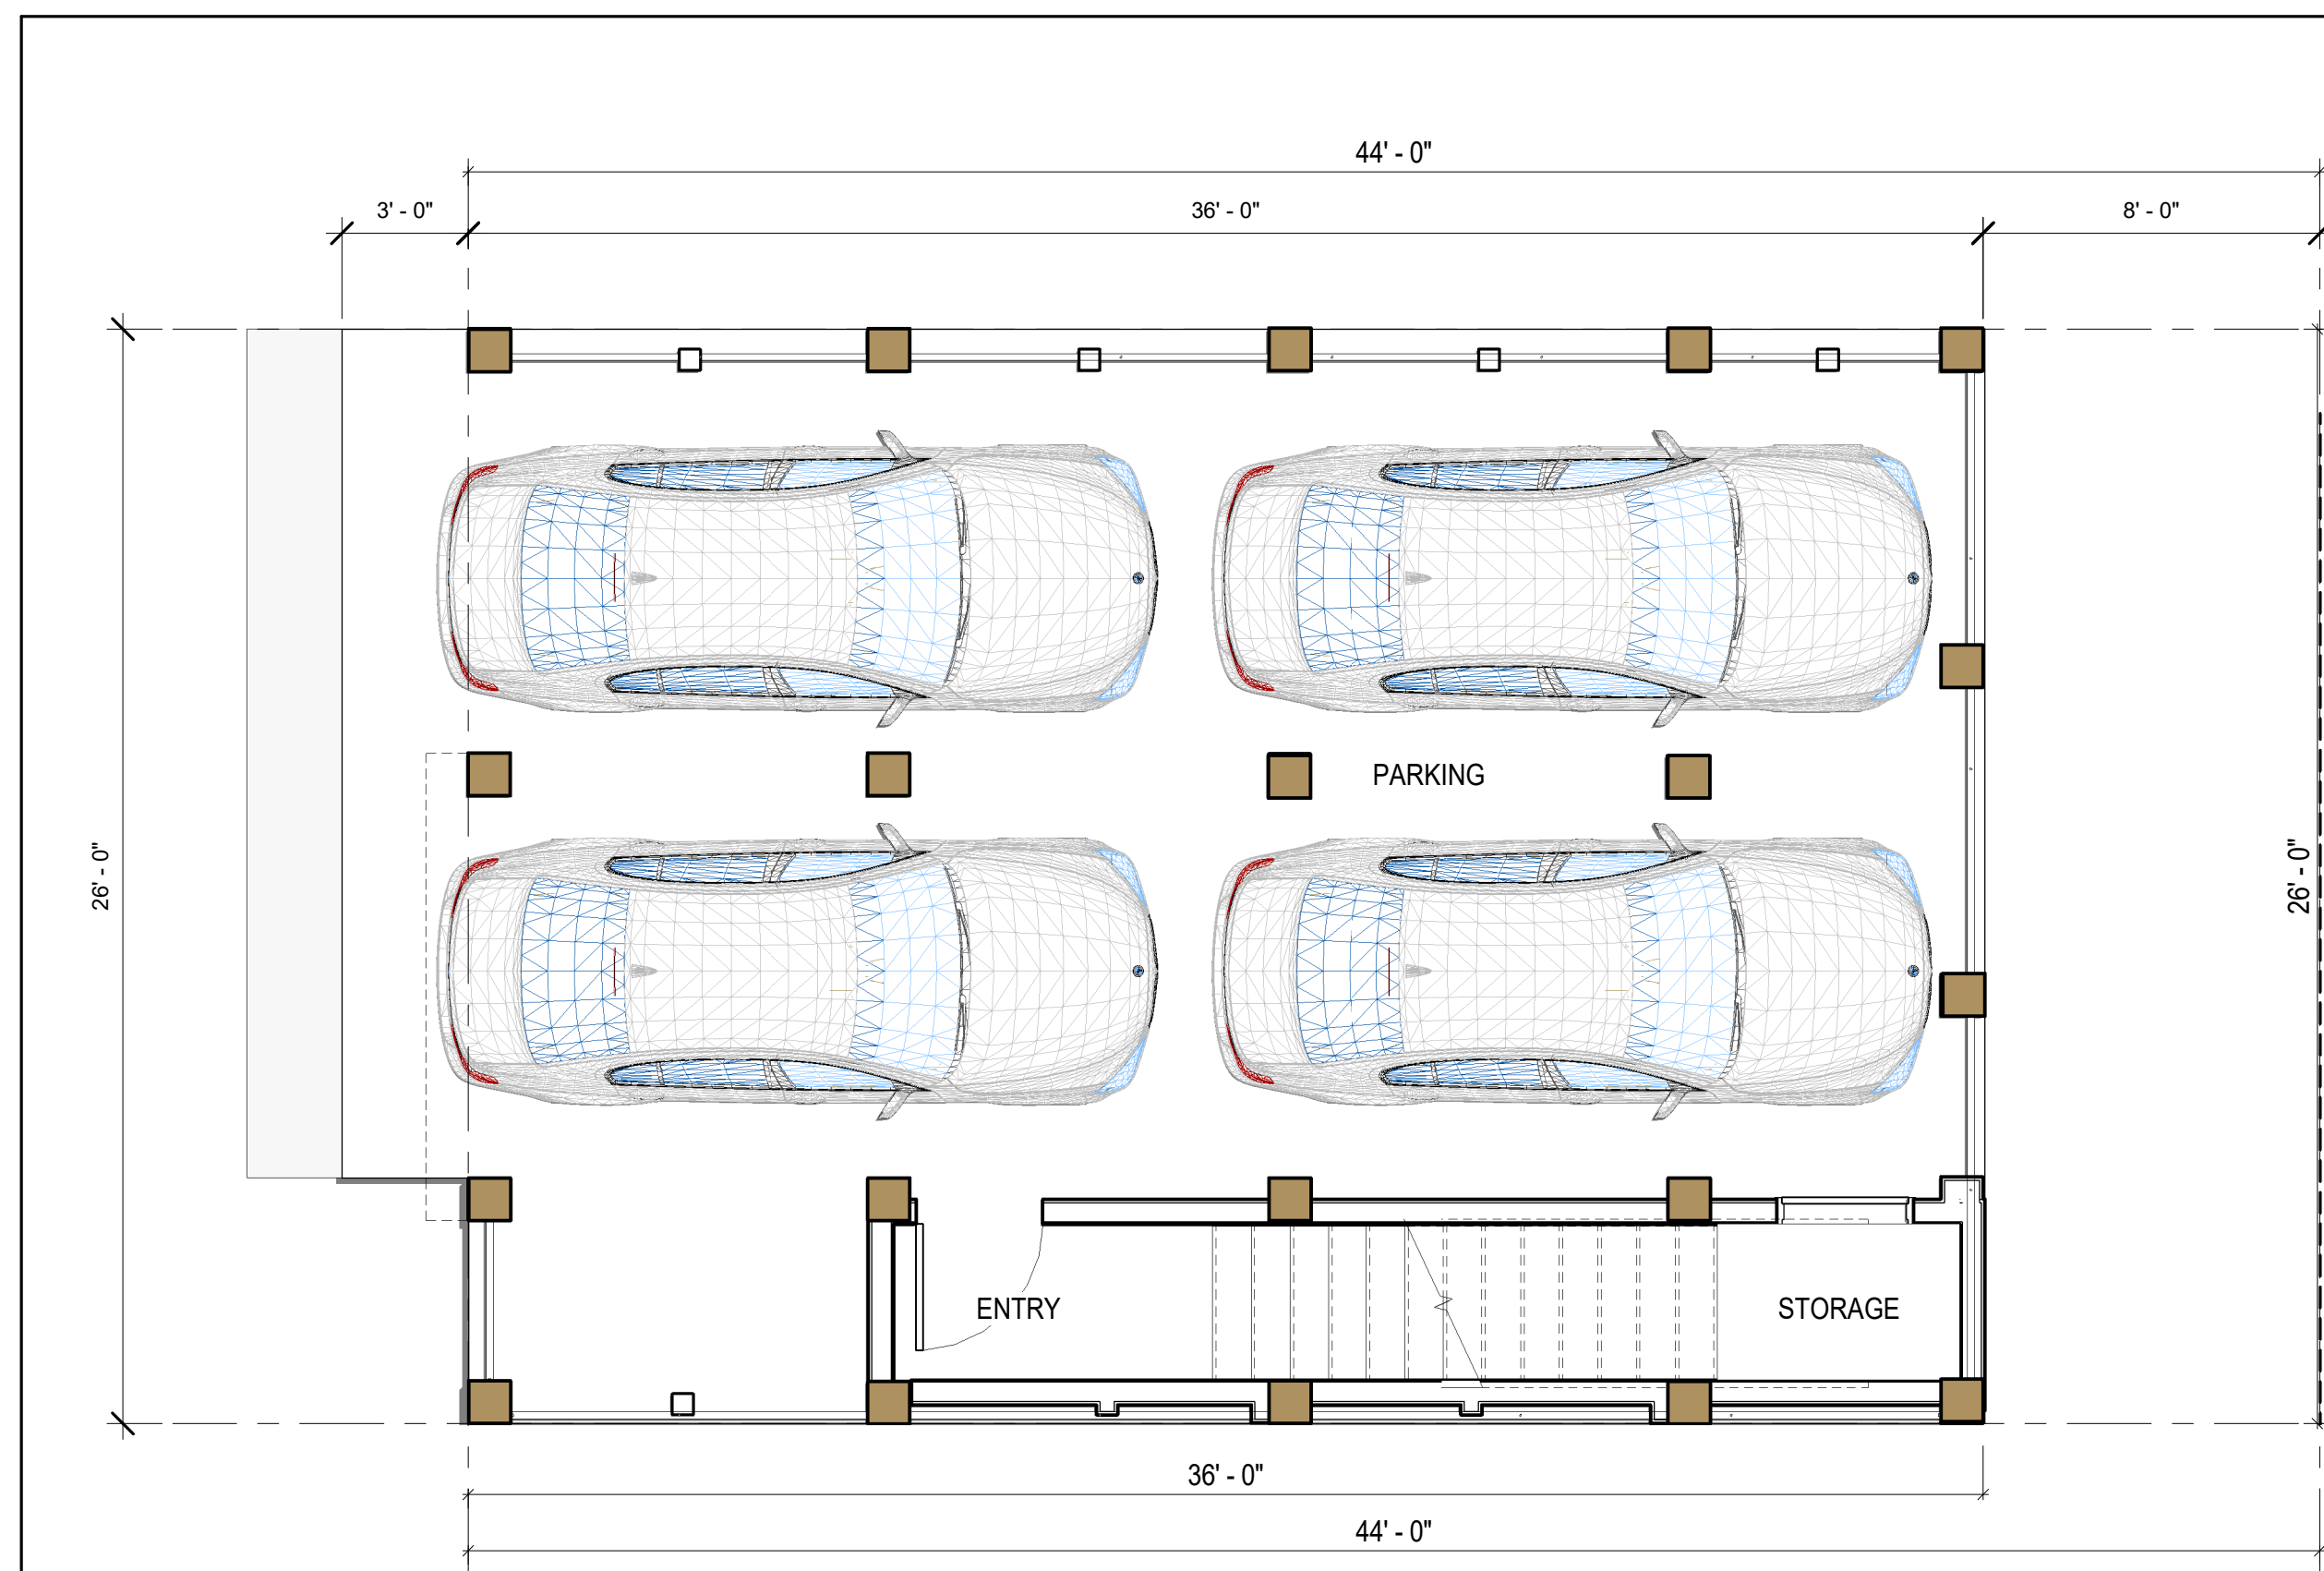 44' - 0"
3' - 0"
36' - 0"
8' - 0"
PARKING
26' - 0"
26' - 0"
ENTRY
STORAGE
36' - 0"
44' - 0"